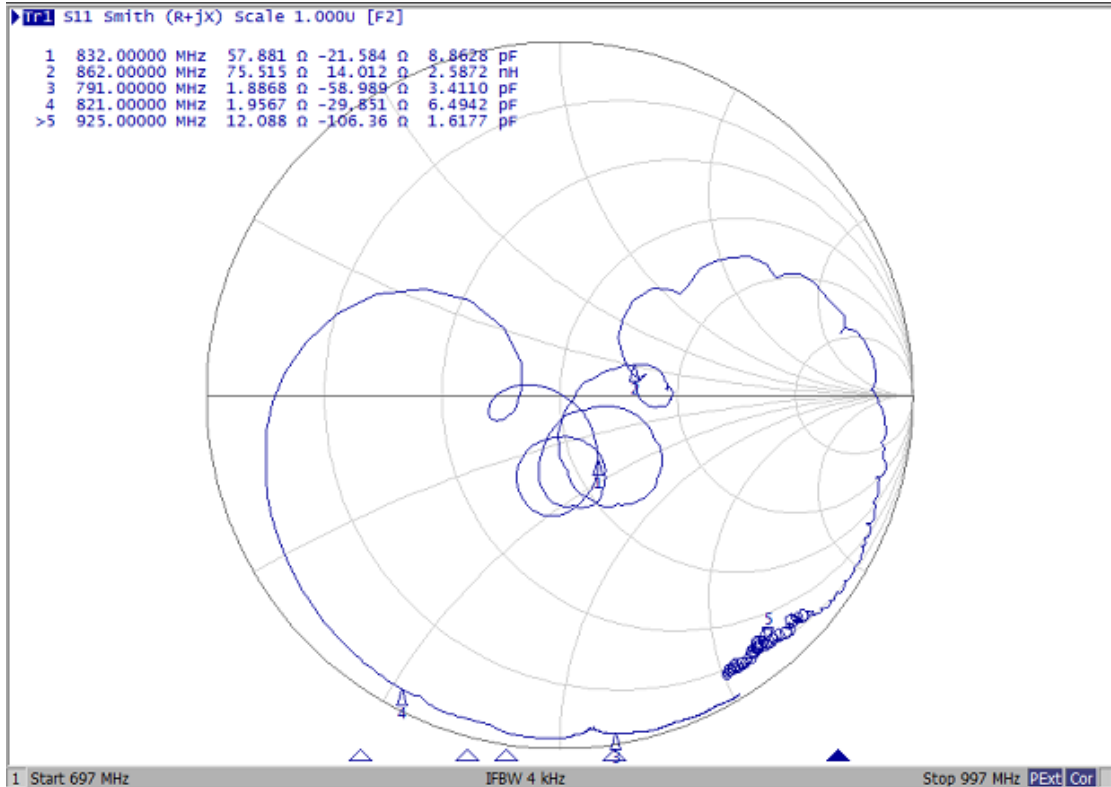 Tr1 S11 Smith (R+jX) Scale 1.000U [F2]
1 832.00000 MHz 57.881 Ω -21.584 Ω 8.8628 pF
2 862.00000 MHz 75.515 Ω 14.012 Ω 2.5872 nH
3 791.00000 MHz 1.8868 Ω -58.989 Ω 3.4110 pF
4 821.00000 MHz 1.9567 Ω -29.851 Ω 6.4942 pF
>5 925.00000 MHz 12.088 Ω -106.36 Ω 1.6177 pF
2
1
5
4
3
1 Start 697 MHz IFBW 4 kHz Stop 997 MHz PExt Cor